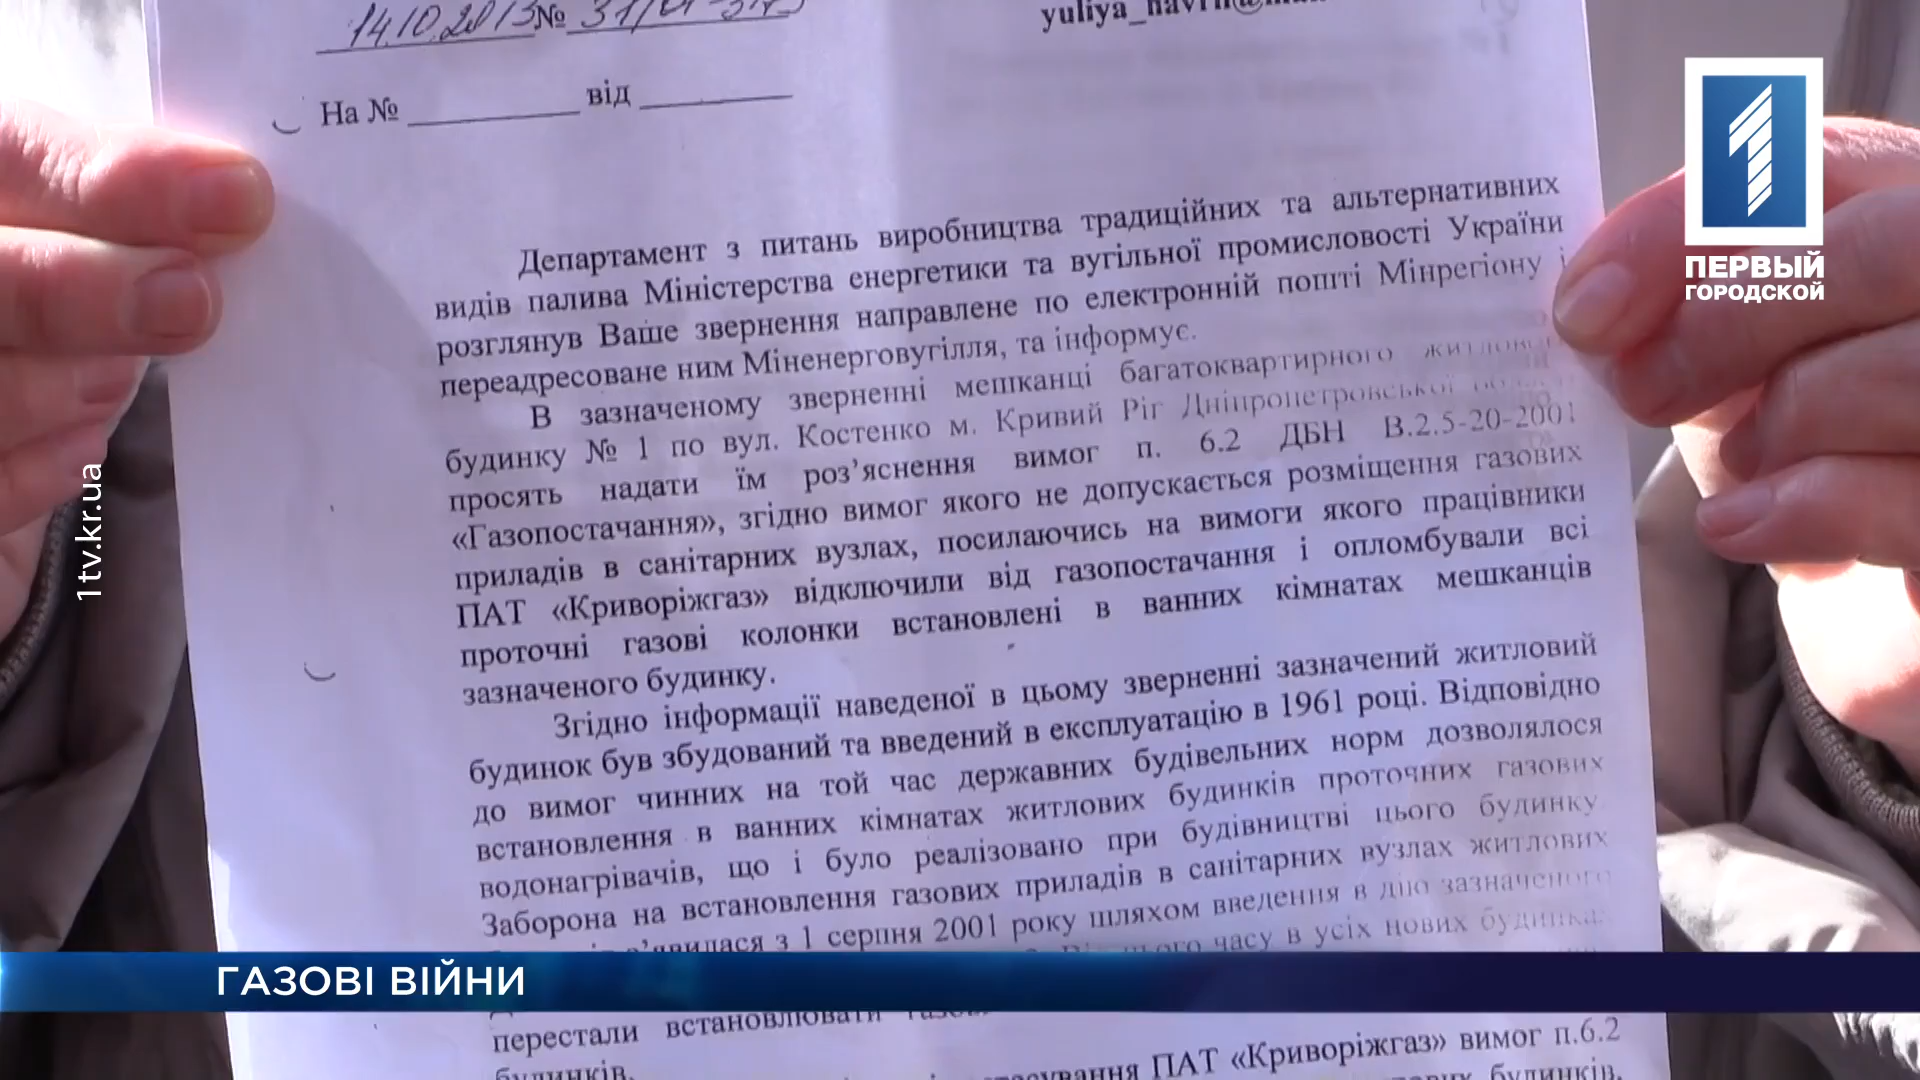 14.10.2013 № 31/
yuliya_
На № від
Департамент з питань виробництва традиційних та альтернативних
видів палива Міністерства енергетики та вугільної промисловості України
розглянув Ваше звернення направлене по електронній пошті Мінрегіону і
переадресоване ним Міненерговугілля, та інформує.
В зазначеному зверненні мешканці багатоквартирного
будинку № 1 по вул. Костенко м. Кривий Ріг Дніпропетровської
просять надати їм роз’яснення вимог п. 6.2 ДБН В.2.5-20-2001
«Газопостачання», згідно вимог якого не допускається розміщення газових
приладів в санітарних вузлах, посилаючись на вимоги якого працівники
ПАТ «Криворіжгаз» відключили від газопостачання і опломбували всі
проточні газові колонки встановлені в ванних кімнатах мешканців
зазначеного будинку.
Згідно інформації наведеної в цьому зверненні зазначений житловий
будинок був збудований та введений в експлуатацію в 1961 році. Відповідно
до вимог чинних на той час державних будівельних норм дозволялося
встановлення в ванних кімнатах житлових будинків проточних газових
водонагрівачів, що і було реалізовано при будівництві цього будинку
Заборона на встановлення газових приладів в санітарних вузлах житлових
з 1 серпня 2001 року шляхом введення в дію зазначеного
часу в усіх нових будинках
перестали встановлювати
ПАТ «Криворіжгаз» вимог п.6.2
будинків.
будинків,
ПЕРВЫЙ
ГОРОДСКОЙ
1tv.kr.ua
ГАЗОВІ ВІЙНИ